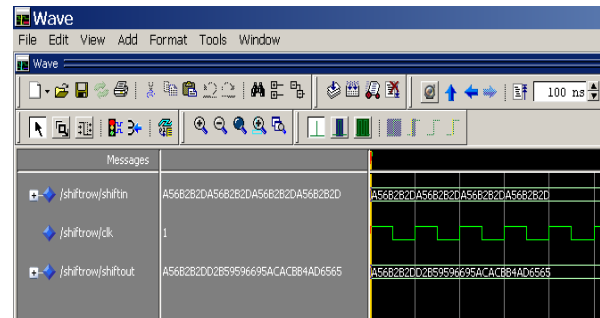 Wave
File Edit View Add Format Tools Window
Wave
100 ns
Messages
/shiftrow/shiftin A56B2B2DA56B2B2DA56B2B2DA56B2B2D A56B2B2DA56B2B2DA56B2B2DA56B2B2D
/shiftrow/clk 1
/shiftrow/shiftout A56B2B2DD2B59596695ACACBB4AD6565 A56B2B2DD2B59596695ACACBB4AD6565